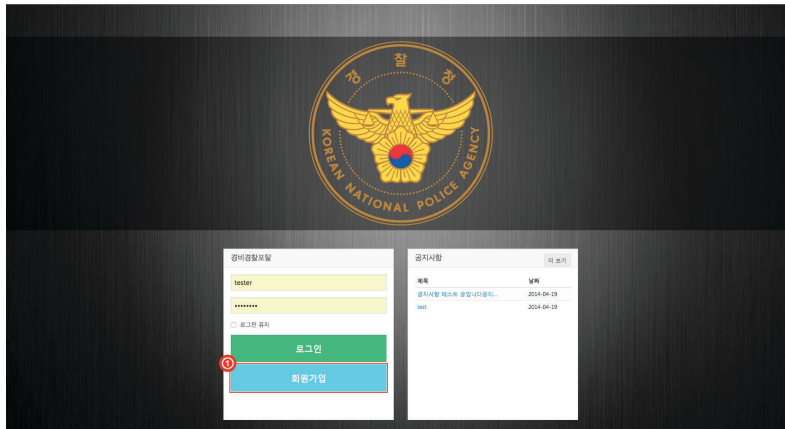 경찰청
KOREAN NATIONAL POLICE AGENCY
경비경찰포탈
tester
••••••••
로그인 유지
로그인
①
회원가입
공지사항
더 보기
제목 날짜
공지사항 테스트 글입니다공지... 2014-04-19
test 2014-04-19